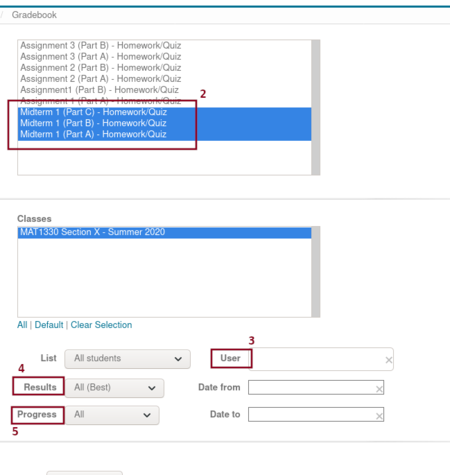 / Gradebook
Assignment 3 (Part B) - Homework/Quiz
Assignment 3 (Part A) - Homework/Quiz
Assignment 2 (Part B) - Homework/Quiz
Assignment 2 (Part A) - Homework/Quiz
Assignment1 (Part B) - Homework/Quiz
Assignment 1 (Part A) - Homework/Quiz
2
Midterm 1 (Part C) - Homework/Quiz
Midterm 1 (Part B) - Homework/Quiz
Midterm 1 (Part A) - Homework/Quiz
Classes
MAT1330 Section X - Summer 2020
All | Default | Clear Selection
3
List All students User ×
4
Results All (Best) Date from ×
Progress All Date to ×
5